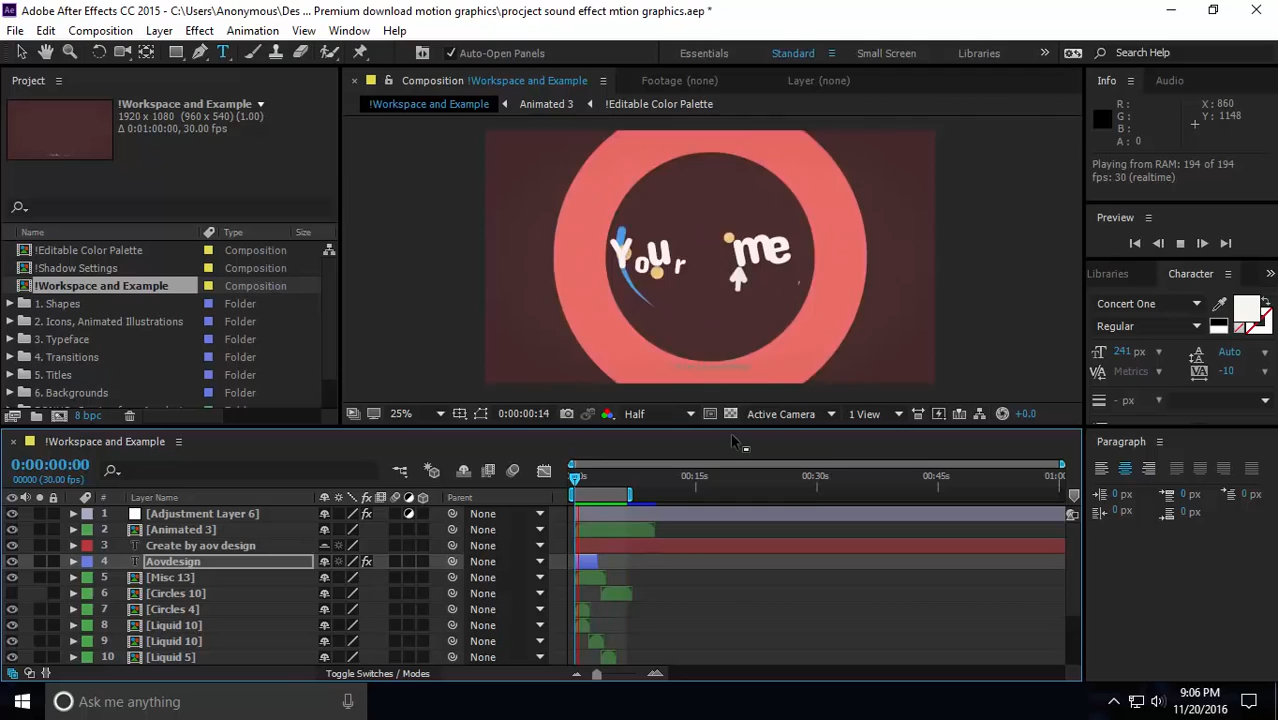 Adobe After Effects CC 2015 - C:\Users\Anonymous\Des ... Premium download motion graphics\procject sound effect mtion graphics.aep *
File Edit Composition Layer Effect Animation View Window Help
Auto-Open Panels
Essentials Standard Small Screen Libraries Search Help
Project
Composition !Workspace and Example
Footage (none)
Layer (none)
Info Audio
!Workspace and Example
1920 x 1080 (960 x 540) (1.00)
Δ 0:01:00:00, 30.00 fps
!Workspace and Example Animated 3 !Editable Color Palette
R :
G :
B :
A : 0
X : 860
Y : 1148
Playing from RAM: 194 of 194
fps: 30 (realtime)
Preview
Name Type Size
!Editable Color Palette Composition
!Shadow Settings Composition
!Workspace and Example Composition
1. Shapes Folder
2. Icons, Animated Illustrations Folder
3. Typeface Folder
4. Transitions Folder
5. Titles Folder
6. Backgrounds Folder
8 bpc
Your me
Libraries Character
Concert One
Regular
241 px Auto
Metrics -10
- px
25% 0:00:00:14 Half Active Camera 1 View +0.0
Paragraph
0 px 0 px 0 px
0 px 0 px
!Workspace and Example
0:00:00:00
00000 (30.00 fps)
00:15s 00:30s 00:45s 01:00
# Layer Name Parent
1 [Adjustment Layer 6] None
2 [Animated 3] None
3 T Create by aov design None
4 T Aovdesign None
5 [Misc 13] None
6 [Circles 10] None
7 [Circles 4] None
8 [Liquid 10] None
9 [Liquid 10] None
10 [Liquid 5] None
Toggle Switches / Modes
Ask me anything
9:06 PM
11/20/2016